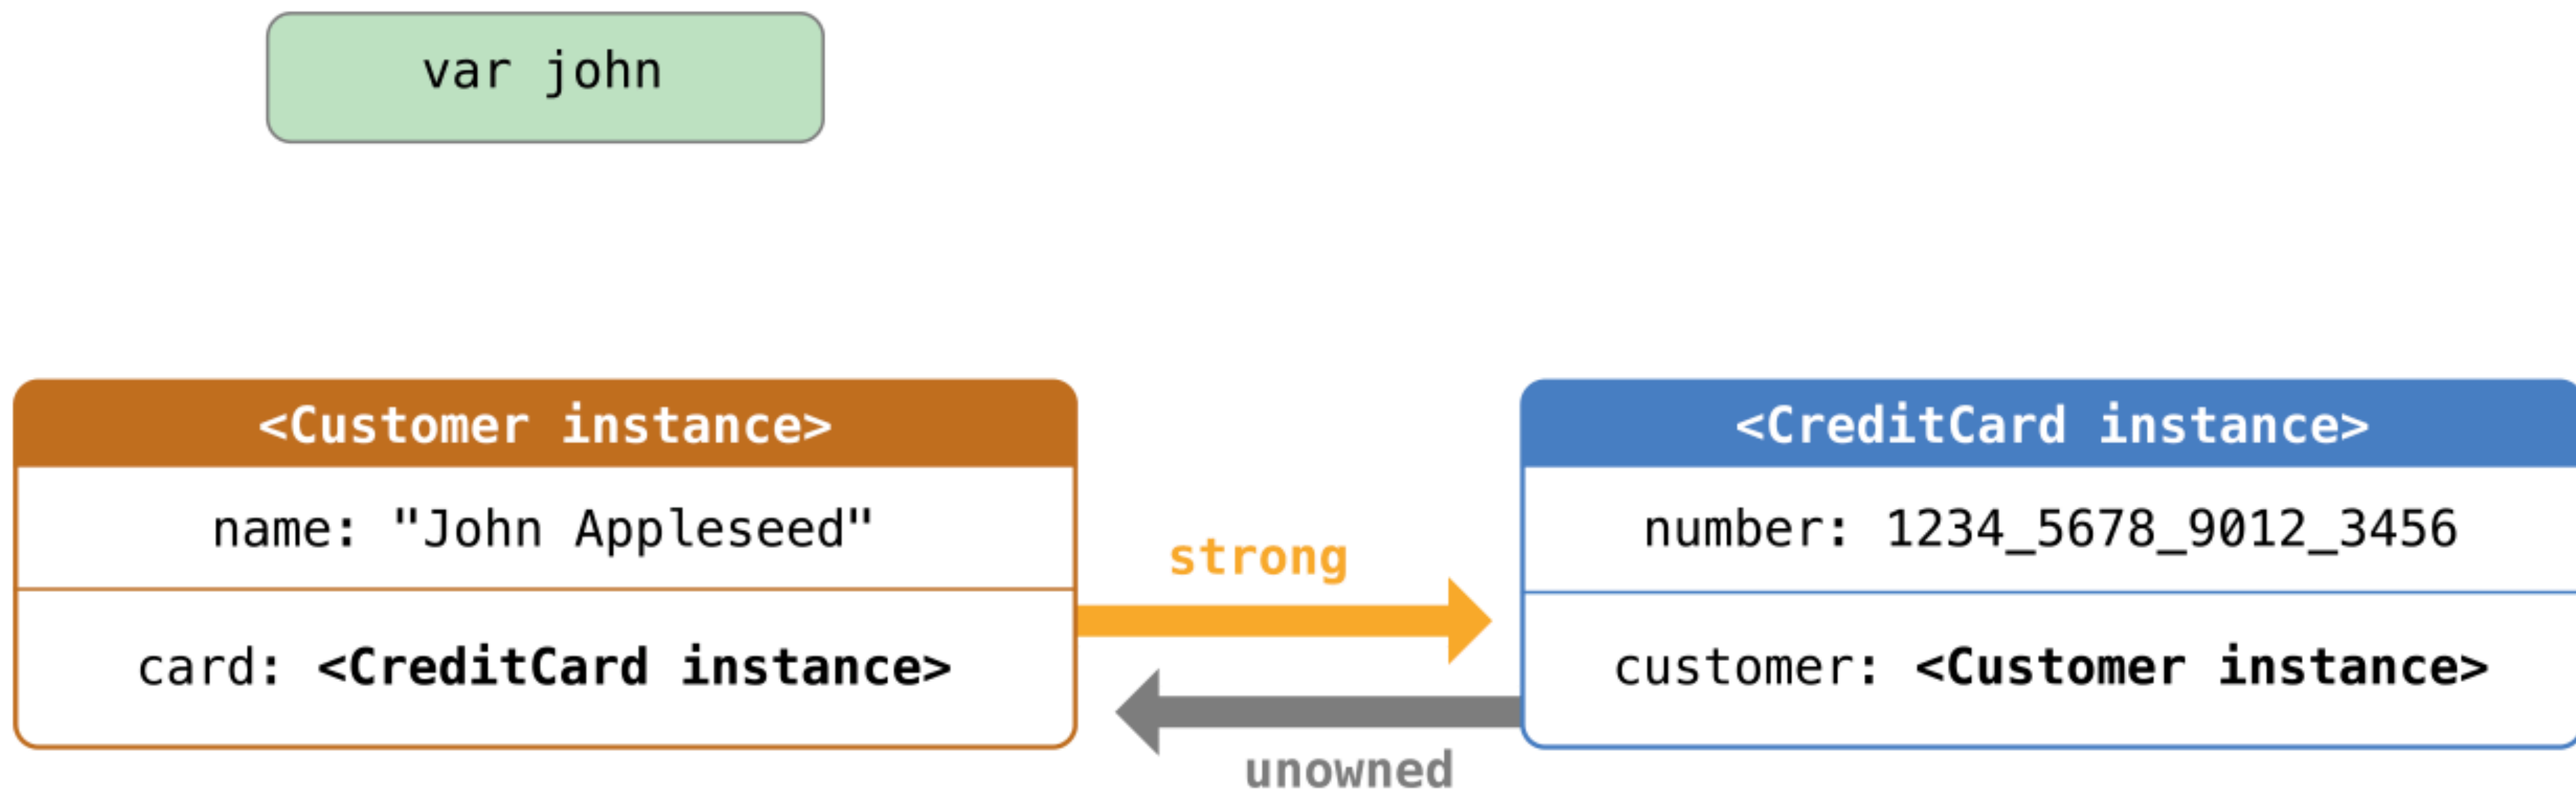 var john
<Customer instance>
name: "John Appleseed"
card: <CreditCard instance>
strong
unowned
<CreditCard instance>
number: 1234_5678_9012_3456
customer: <Customer instance>